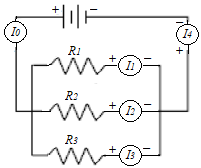 + −
I0
− I4
+
R1
+ I1 −
R2
+ I2 −
R3
+ I3 −